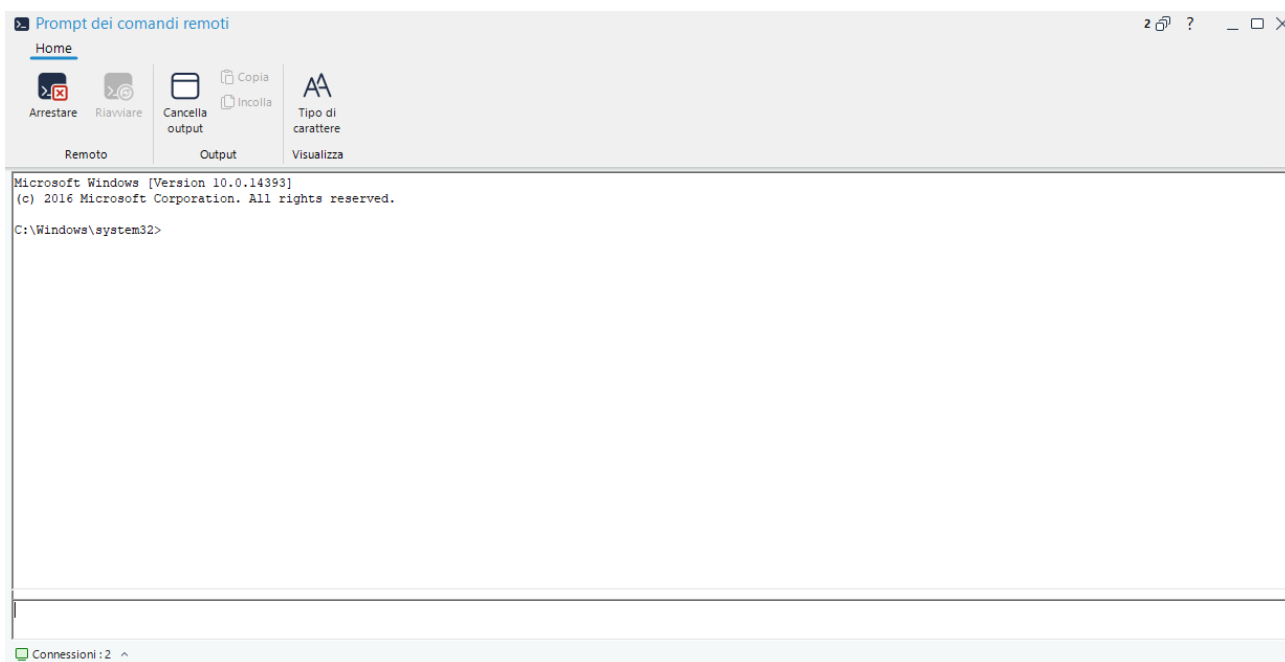 Prompt dei comandi remoti
2 ?
Home
Arrestare
Riavviare
Cancella
output
Copia
Incolla
Tipo di
carattere
Remoto
Output
Visualizza
Microsoft Windows [Version 10.0.14393]
(c) 2016 Microsoft Corporation. All rights reserved.
C:\Windows\system32>
Connessioni : 2